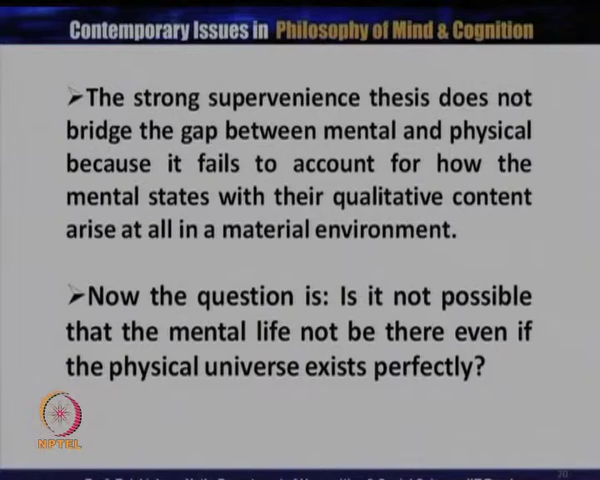 Contemporary Issues in Philosophy of Mind & Cognition
➢The strong supervenience thesis does not
bridge the gap between mental and physical
because it fails to account for how the
mental states with their qualitative content
arise at all in a material environment.
➢Now the question is: Is it not possible
that the mental life not be there even if
the physical universe exists perfectly?
NPTEL